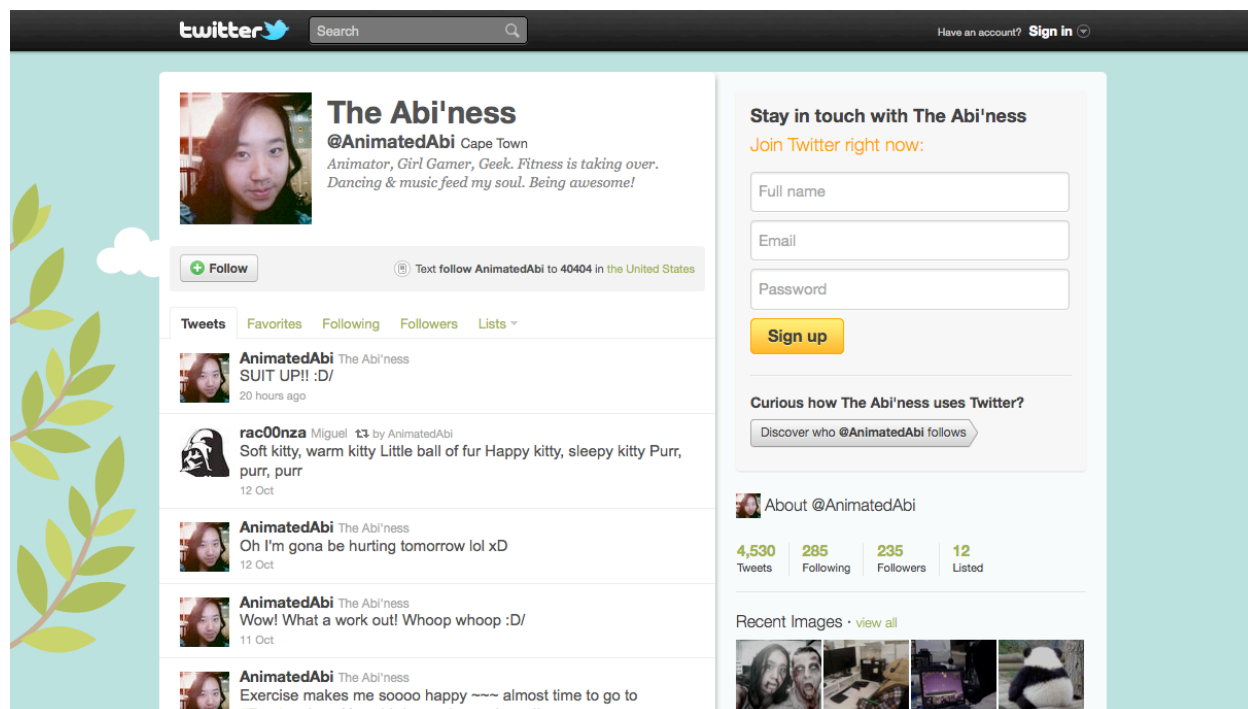 twitter
Search
Have an account? Sign in
The Abi'ness
@AnimatedAbi Cape Town
Animator, Girl Gamer, Geek. Fitness is taking over.
Dancing & music feed my soul. Being awesome!
Follow
Text follow AnimatedAbi to 40404 in the United States
Tweets Favorites Following Followers Lists
AnimatedAbi The Abi'ness
SUIT UP!! :D/
20 hours ago
rac00nza Miguel by AnimatedAbi
Soft kitty, warm kitty Little ball of fur Happy kitty, sleepy kitty Purr,
purr, purr
12 Oct
AnimatedAbi The Abi'ness
Oh I'm gona be hurting tomorrow lol xD
12 Oct
AnimatedAbi The Abi'ness
Wow! What a work out! Whoop whoop :D/
11 Oct
AnimatedAbi The Abi'ness
Exercise makes me soooo happy ~~~ almost time to go to
Stay in touch with The Abi'ness
Join Twitter right now:
Full name
Email
Password
Sign up
Curious how The Abi'ness uses Twitter?
Discover who @AnimatedAbi follows
About @AnimatedAbi
4,530 285 235 12
Tweets Following Followers Listed
Recent Images · view all